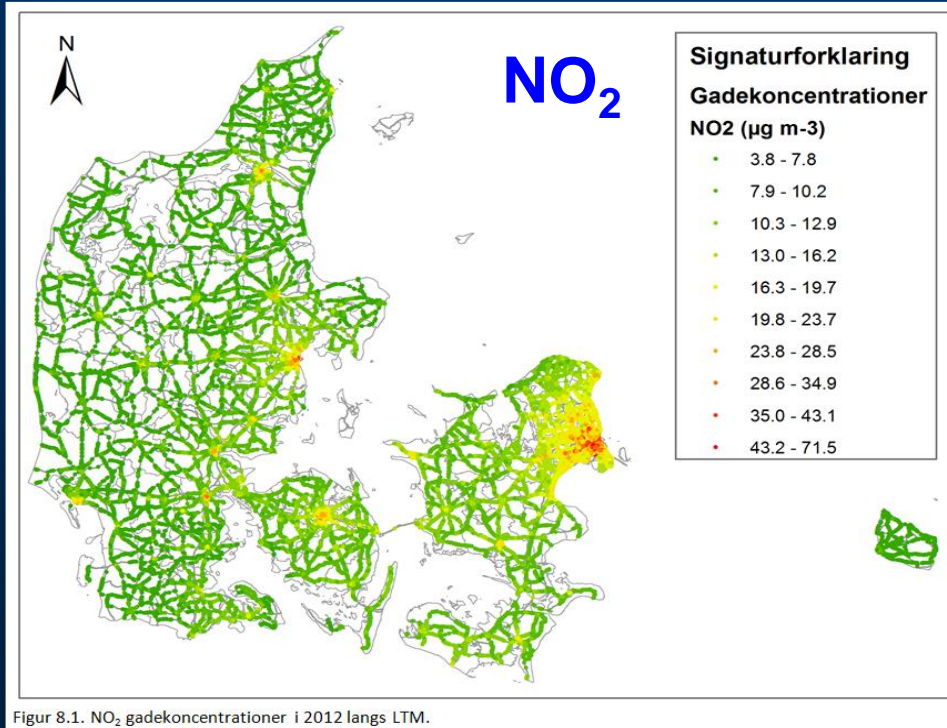 N
NO₂
Signaturforklaring
Gadekoncentrationer
NO2 (µg m-3)
3.8 - 7.8
7.9 - 10.2
10.3 - 12.9
13.0 - 16.2
16.3 - 19.7
19.8 - 23.7
23.8 - 28.5
28.6 - 34.9
35.0 - 43.1
43.2 - 71.5
Figur 8.1. NO₂ gadekoncentrationer i 2012 langs LTM.